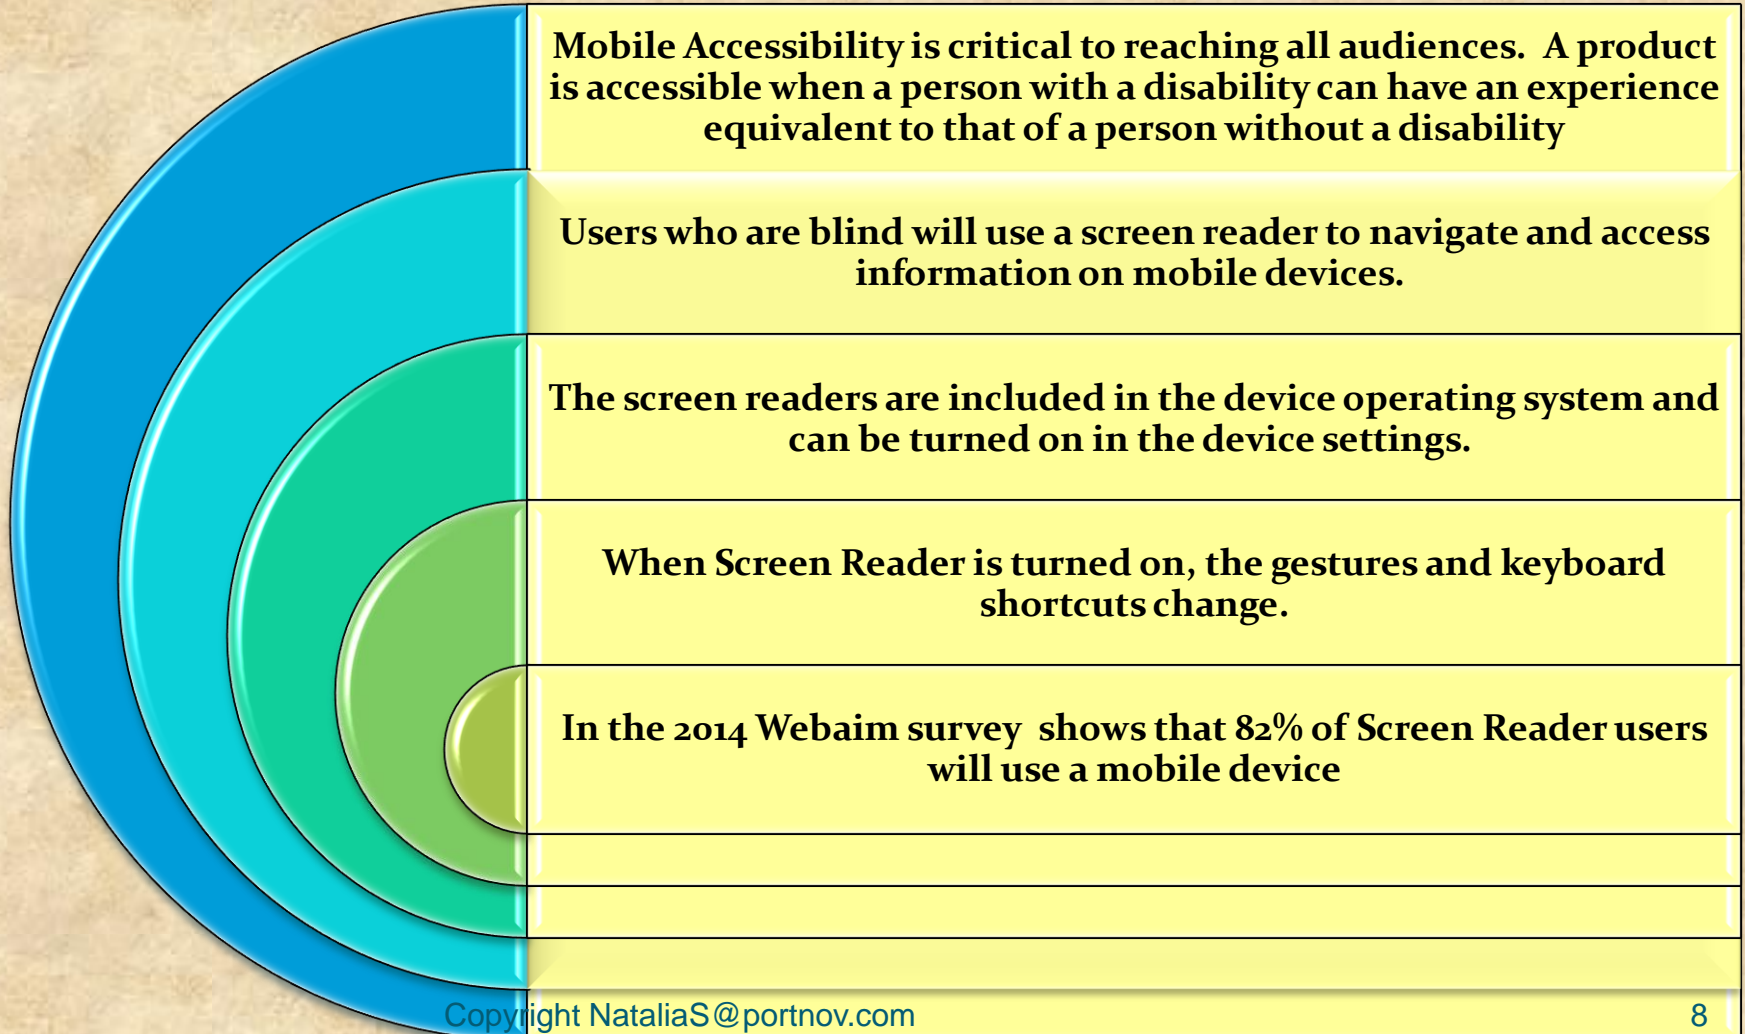 Mobile Accessibility is critical to reaching all audiences.  A product
is accessible when a person with a disability can have an experience
equivalent to that of a person without a disability
Users who are blind will use a screen reader to navigate and access
information on mobile devices.
The screen readers are included in the device operating system and
can be turned on in the device settings.
When Screen Reader is turned on, the gestures and keyboard
shortcuts change.
In the 2014 Webaim survey  shows that 82% of Screen Reader users
will use a mobile device
Copyright NataliaS@portnov.com
8